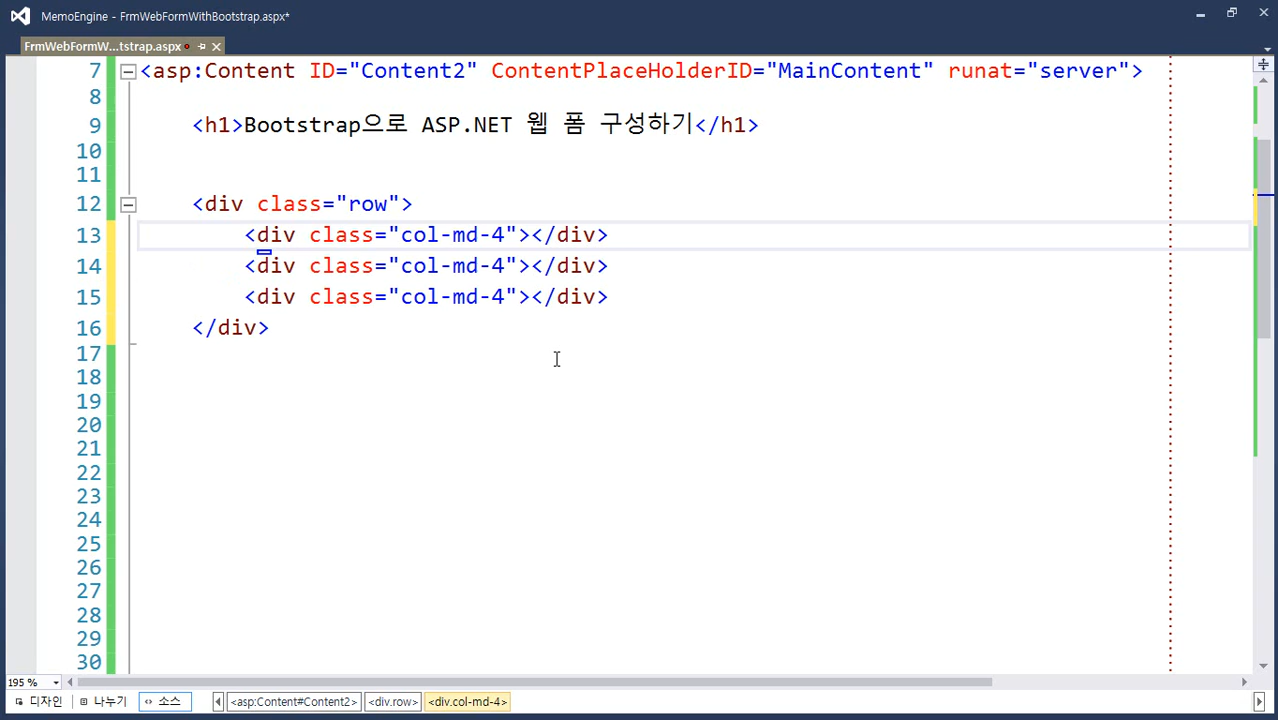 MemoEngine - FrmWebFormWithBootstrap.aspx*
FrmWebFormW...tstrap.aspx
7 <asp:Content ID="Content2" ContentPlaceHolderID="MainContent" runat="server">
8
9 <h1>Bootstrap으로 ASP.NET 웹 폼 구성하기</h1>
10
11
12 <div class="row">
13 <div class="col-md-4"></div>
14 <div class="col-md-4"></div>
15 <div class="col-md-4"></div>
16 </div>
17
18
19
20
21
22
23
24
25
26
27
28
29
30
195 %
디자인 나누기 소스 <asp:Content#Content2> <div.row> <div.col-md-4>